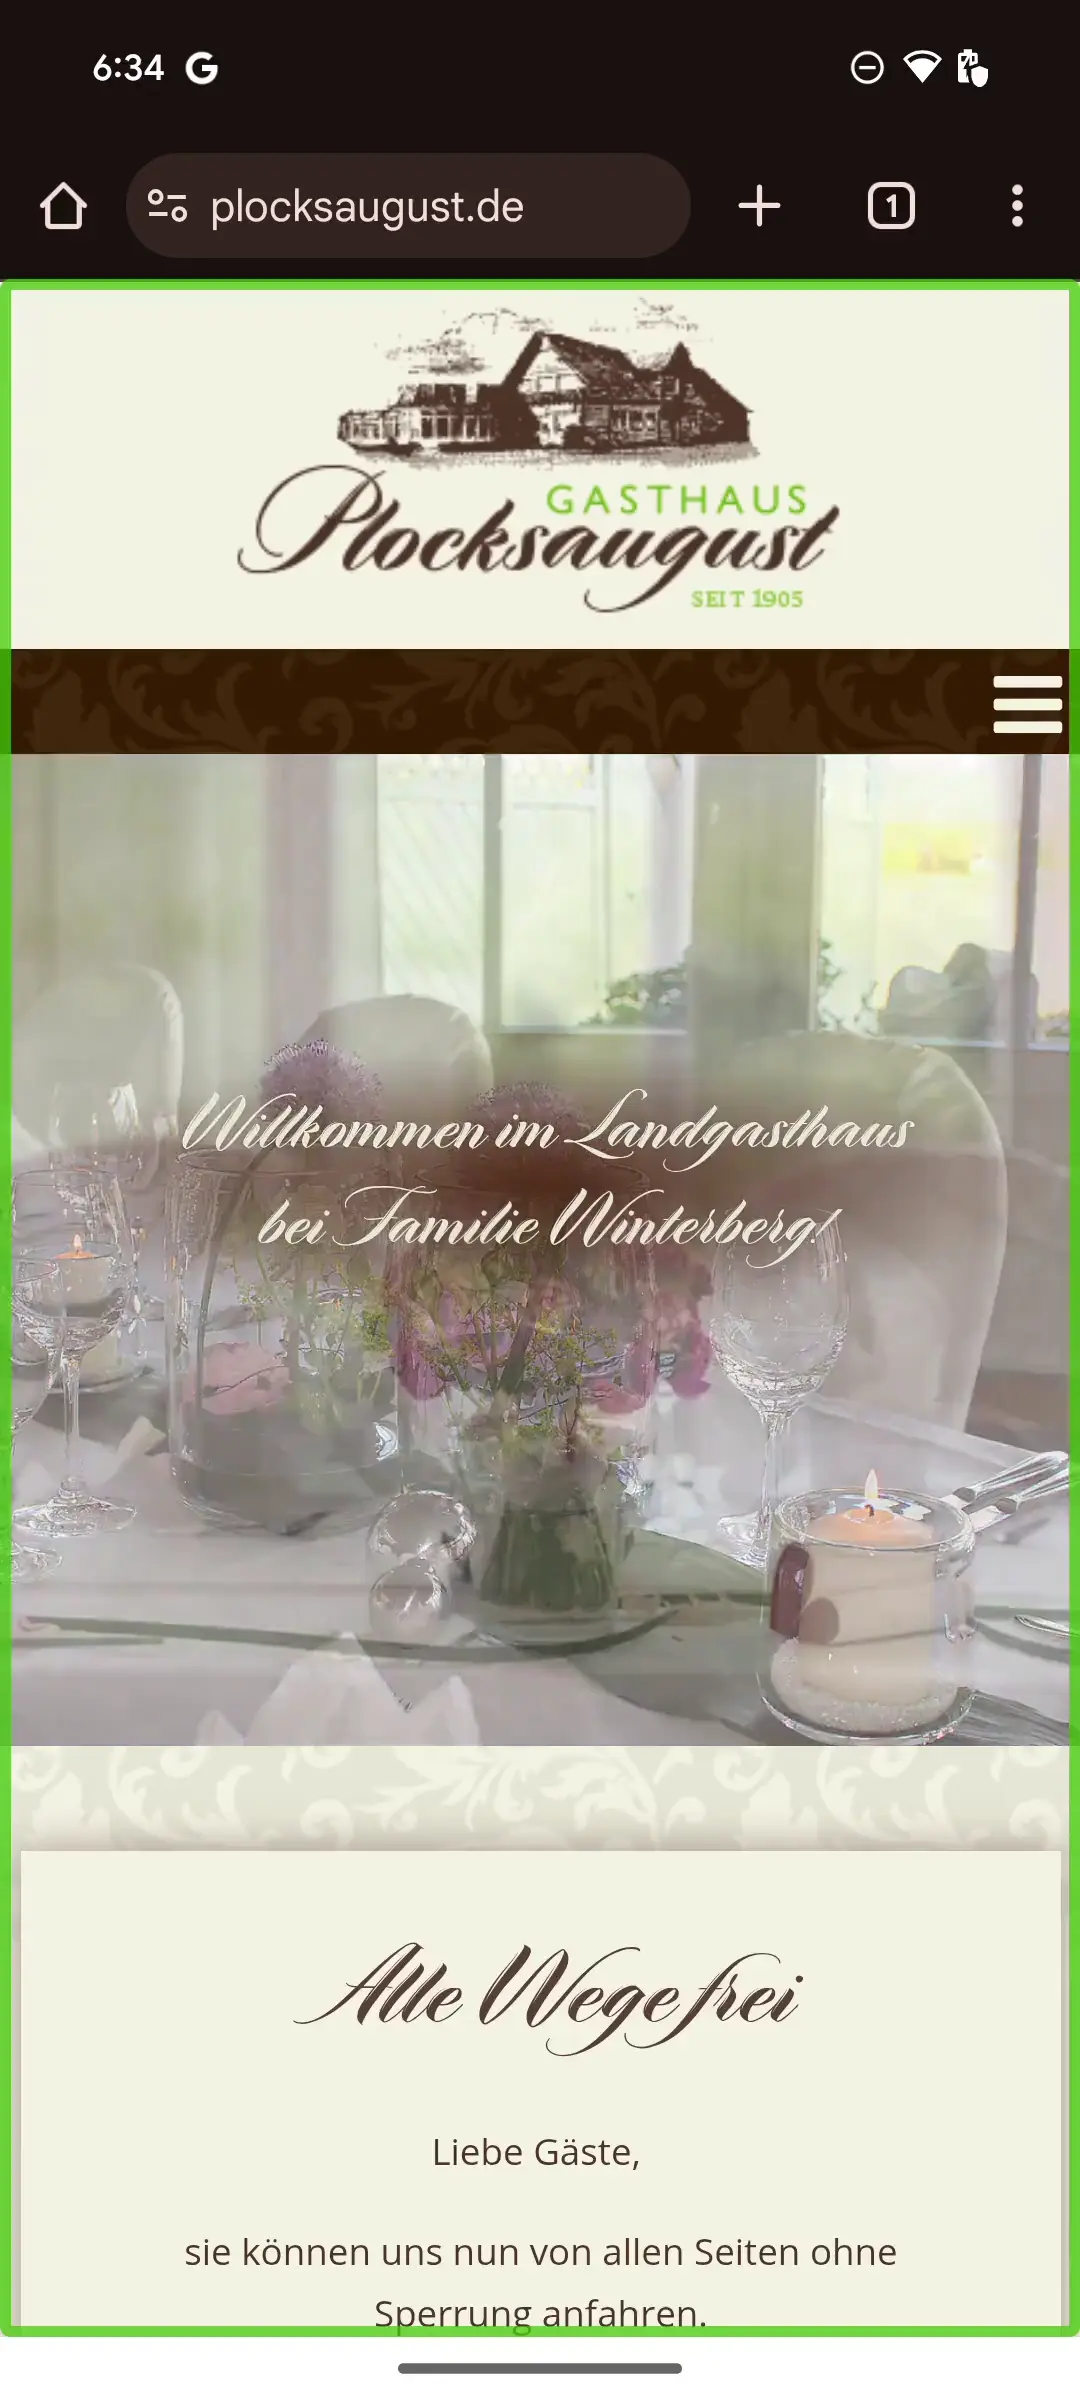 6:34
plocksaugust.de
1
GASTHAUS
Plocksaugust
SEIT 1905
Willkommen im Landgasthaus
bei Familie Winterberg!
Alle Wege frei
Liebe Gäste,
sie können uns nun von allen Seiten ohne
Sperrung anfahren.